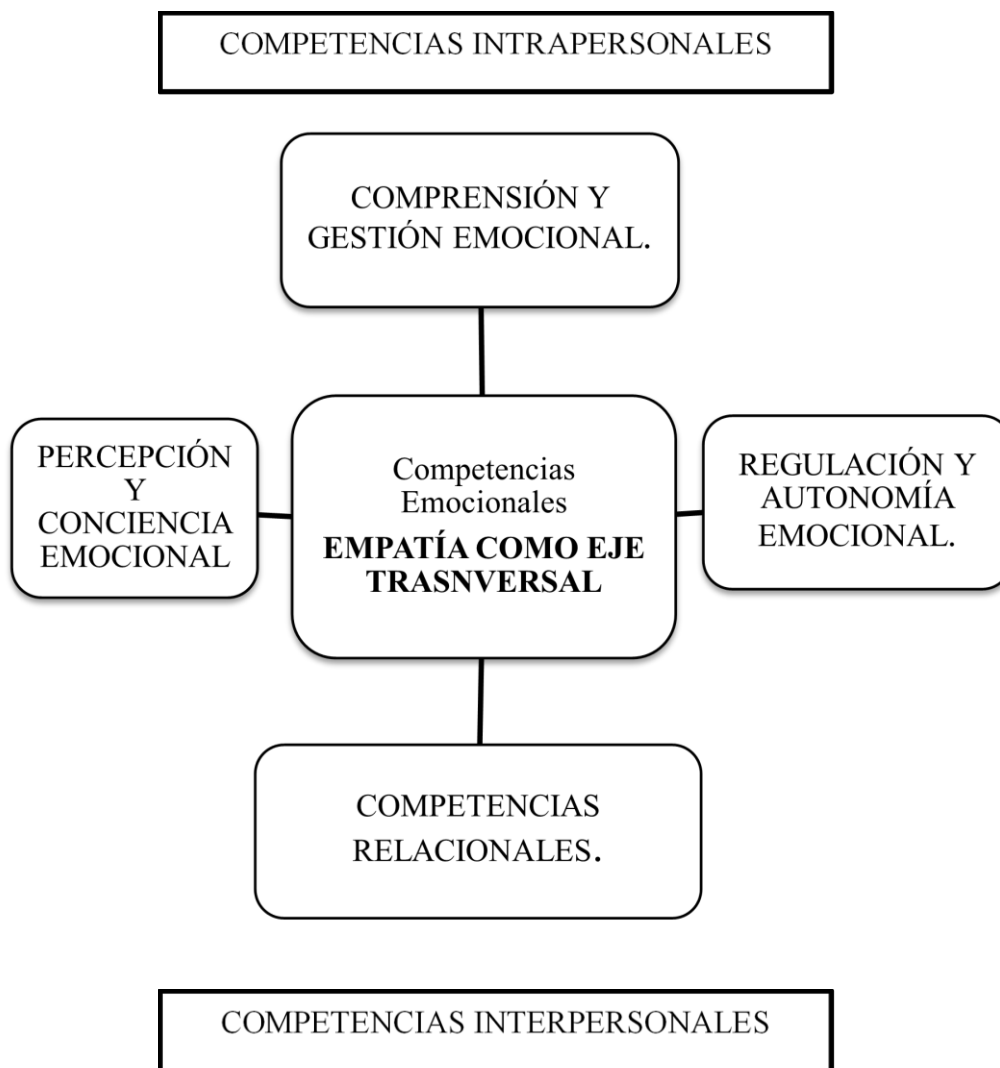 COMPETENCIAS INTRAPERSONALES
COMPRENSIÓN Y
GESTIÓN EMOCIONAL.
PERCEPCIÓN
Y
CONCIENCIA
EMOCIONAL
Competencias
Emocionales
EMPATÍA COMO EJE
TRASNVERSAL
REGULACIÓN Y
AUTONOMÍA
EMOCIONAL.
COMPETENCIAS
RELACIONALES.
COMPETENCIAS INTERPERSONALES